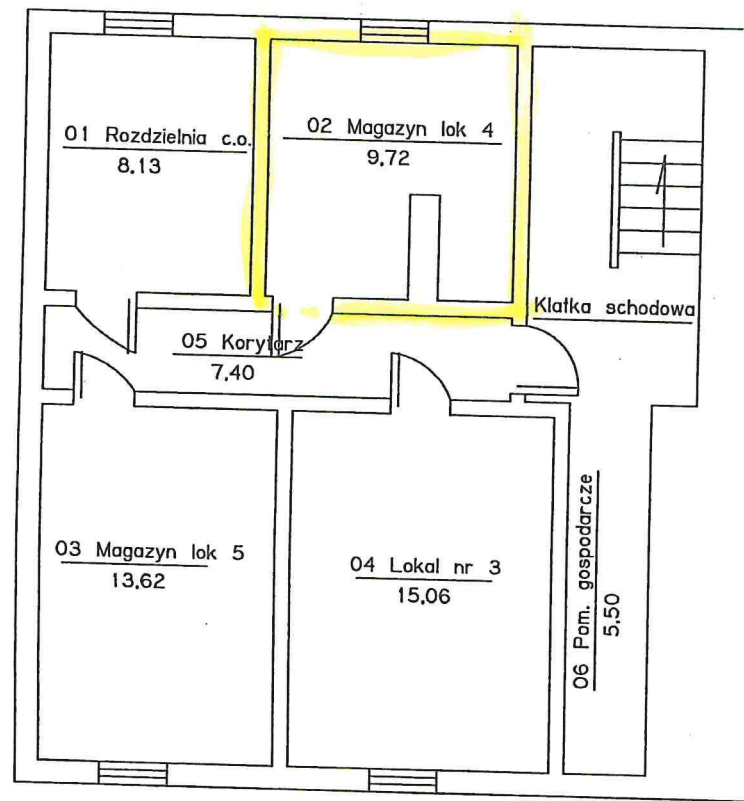 01 Rozdzielnia c.o.
8.13
02 Magazyn lok 4
9.72
Klatka schodowa
05 Korytarz
7.40
03 Magazyn lok 5
13.62
04 Lokal nr 3
15.06
06 Pom. gospodarcze
5.50